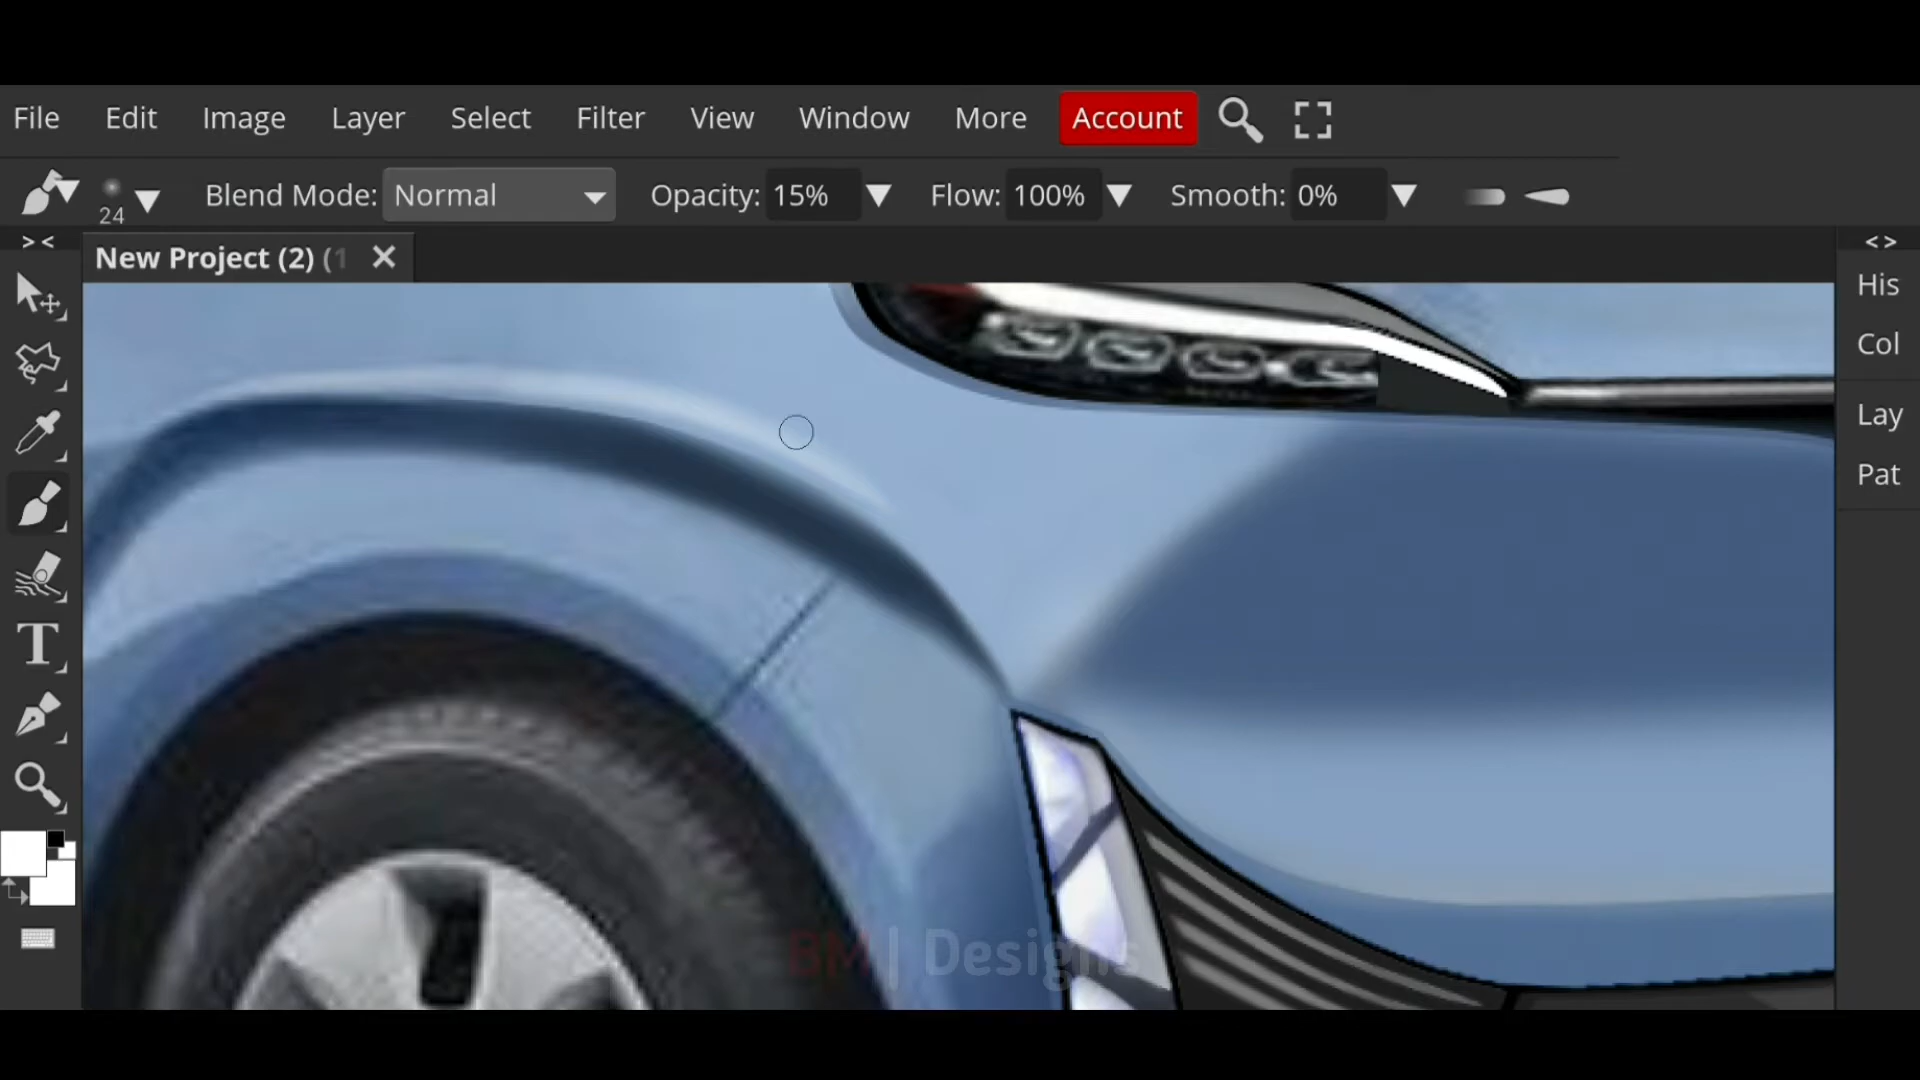 File Edit Image Layer Select Filter View Window More Account
24 Blend Mode: Normal Opacity: 15% Flow: 100% Smooth: 0%
> < New Project (2) (1 × < >
His
Col
Lay
Pat
T
BM| Designs